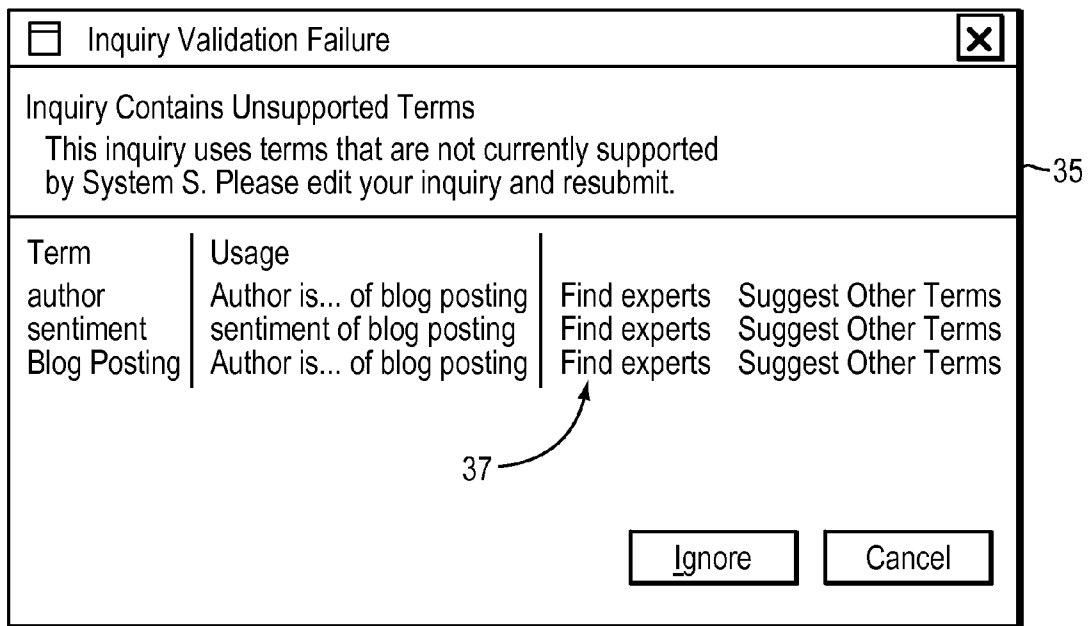 Inquiry Validation Failure
Inquiry Contains Unsupported Terms
This inquiry uses terms that are not currently supported
by System S. Please edit your inquiry and resubmit.
35
Term Usage
author Author is... of blog posting Find experts Suggest Other Terms
sentiment sentiment of blog posting Find experts Suggest Other Terms
Blog Posting Author is... of blog posting Find experts Suggest Other Terms
37
Ignore Cancel